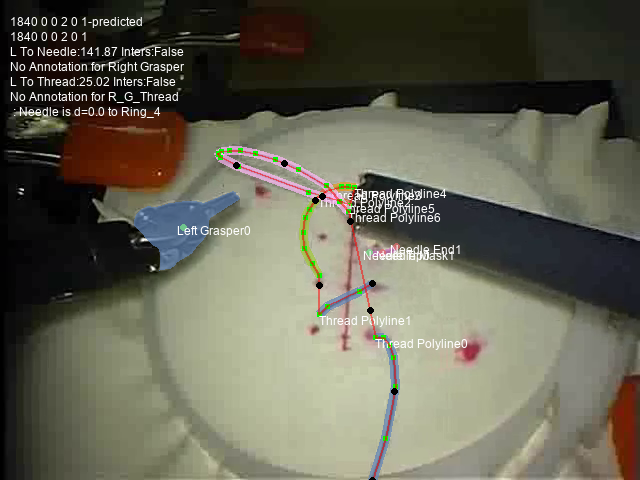 1840 0 0 2 0 1-predicted
1840 0 0 2 0 1
L To Needle:141.87 Inters:False
No Annotation for Right Grasper
L To Thread:25.02 Inters:False
No Annotation for R_G_Thread
: Needle is d=0.0 to Ring_4
Thread Polyline4
Thread Polyline5
Thread Polyline6
Left Grasper0
Needle End1
Thread Polyline1
Thread Polyline0